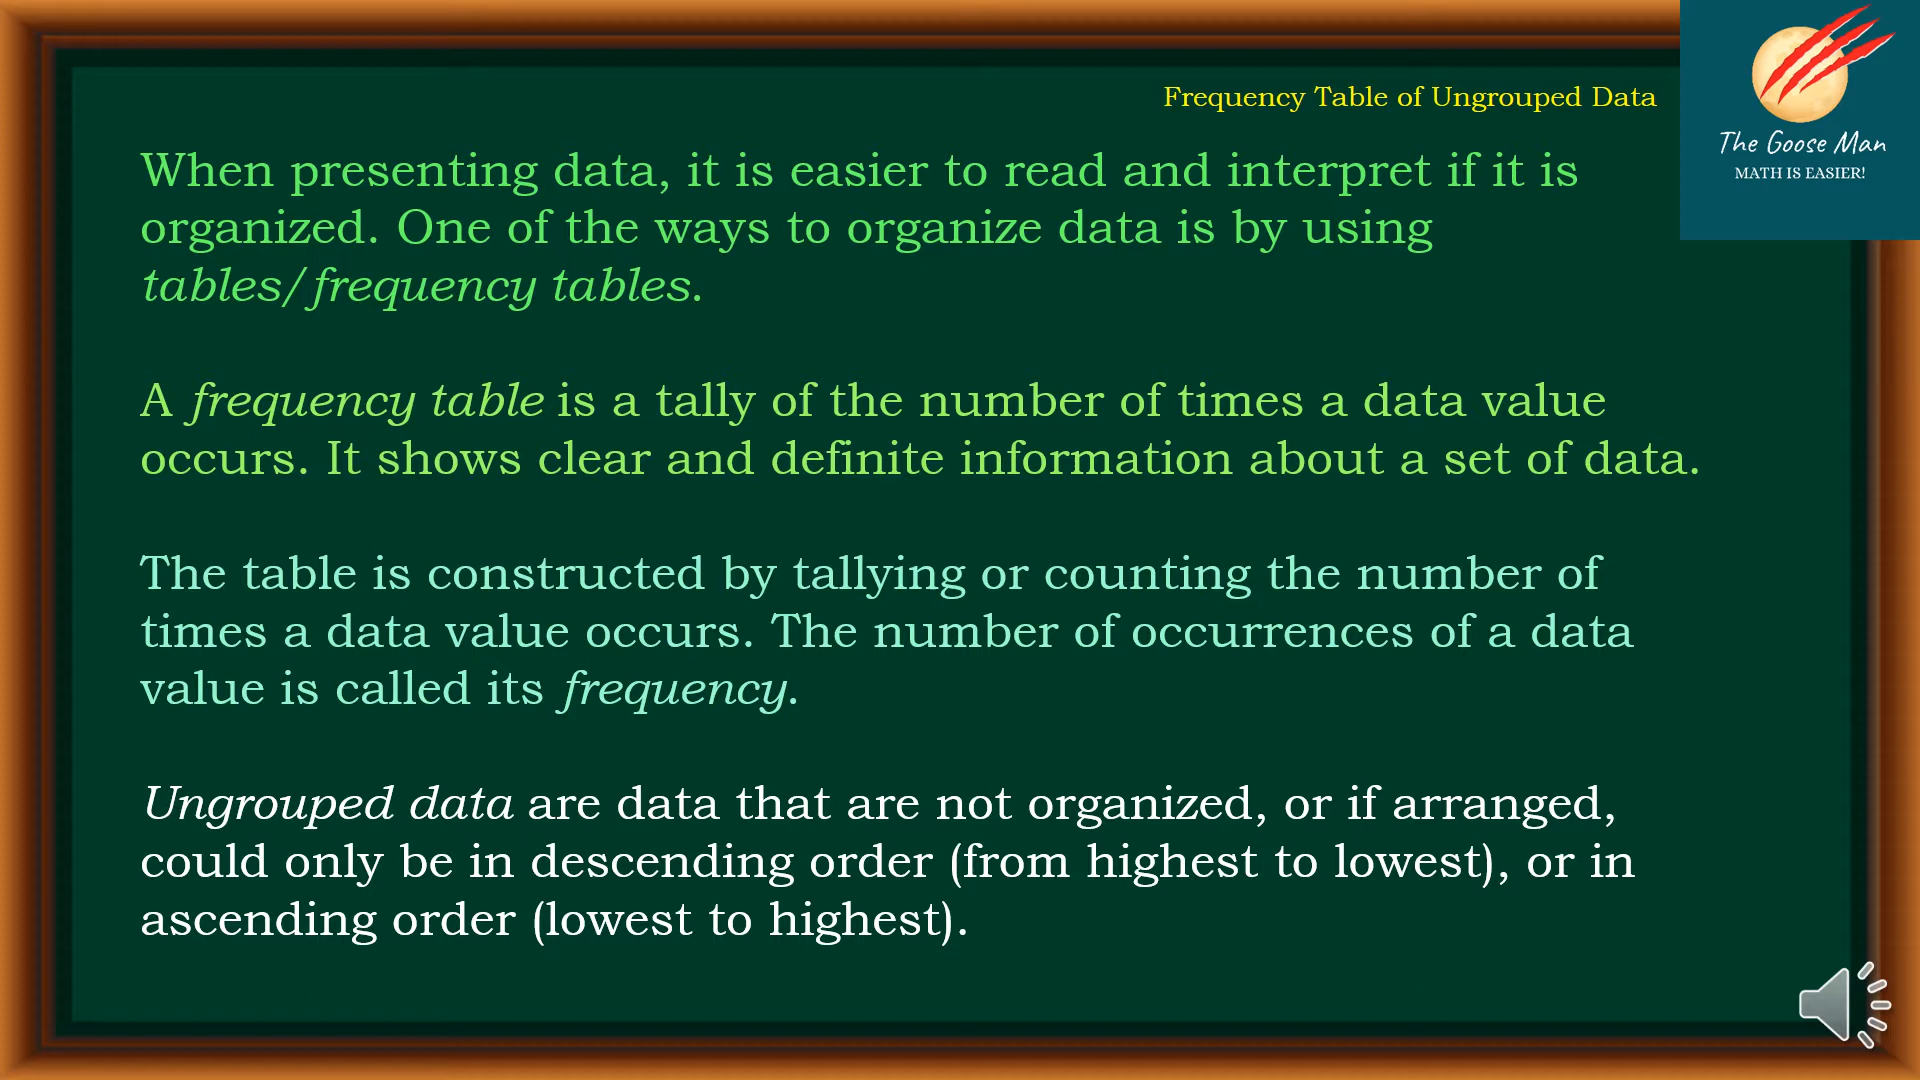 Frequency Table of Ungrouped Data
The Goose Man
MATH IS EASIER!
When presenting data, it is easier to read and interpret if it is
organized. One of the ways to organize data is by using
tables/frequency tables.
A frequency table is a tally of the number of times a data value
occurs. It shows clear and definite information about a set of data.
The table is constructed by tallying or counting the number of
times a data value occurs. The number of occurrences of a data
value is called its frequency.
Ungrouped data are data that are not organized, or if arranged,
could only be in descending order (from highest to lowest), or in
ascending order (lowest to highest).